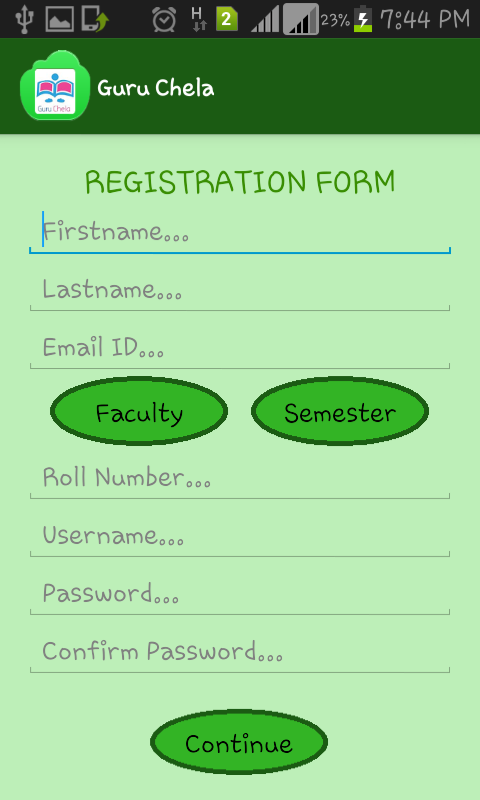 H 2 23% 7:44 PM
Guru Chela
Guru Chela
REGISTRATION FORM
Firstname...
Lastname...
Email ID...
Faculty Semester
Roll Number...
Username...
Password...
Confirm Password...
Continue